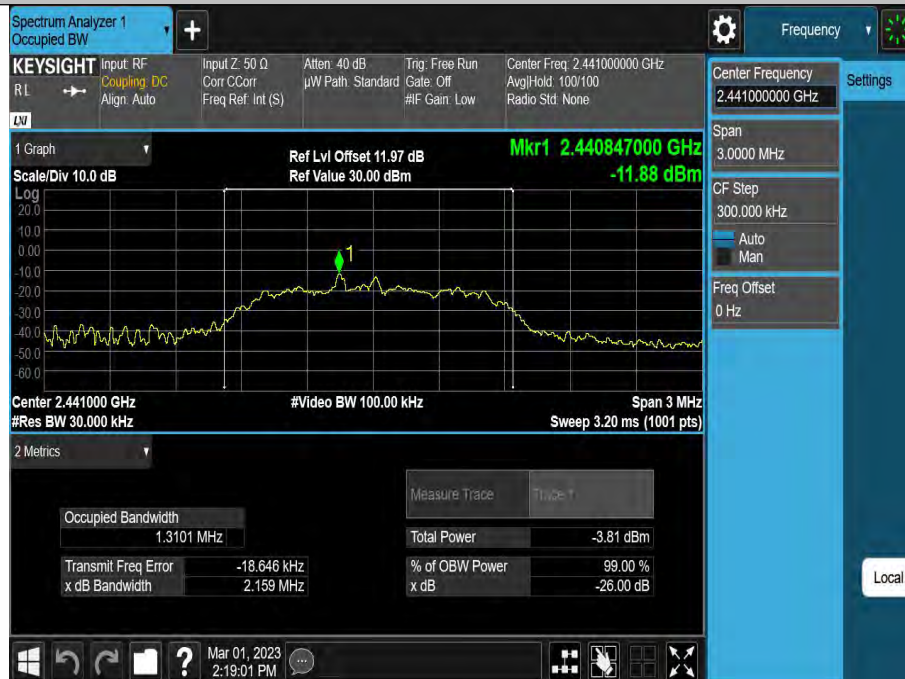 Spectrum Analyzer 1
Occupied BW
+
Frequency
KEYSIGHT
RL
LXI
Input: RF
Coupling: DC
Align: Auto
Input Z: 50 Ω
Corr CCorr
Freq Ref: Int (S)
Atten: 40 dB
µW Path: Standard
Trig: Free Run
Gate: Off
#IF Gain: Low
Center Freq: 2.441000000 GHz
Avg|Hold: 100/100
Radio Std: None
Center Frequency
2.441000000 GHz
Settings
Span
3.0000 MHz
CF Step
300.000 kHz
Auto
Man
Freq Offset
0 Hz
Local
1 Graph
Scale/Div 10.0 dB
Ref Lvl Offset 11.97 dB
Ref Value 30.00 dBm
Mkr1 2.440847000 GHz
-11.88 dBm
Log
20.0
10.0
0.00
-10.0
-20.0
-30.0
-40.0
-50.0
-60.0
1
Center 2.441000 GHz
#Res BW 30.000 kHz
#Video BW 100.00 kHz
Span 3 MHz
Sweep 3.20 ms (1001 pts)
2 Metrics
Measure Trace
Trace 1
Occupied Bandwidth
1.3101 MHz
Total Power -3.81 dBm
Transmit Freq Error -18.646 kHz
% of OBW Power 99.00 %
x dB Bandwidth 2.159 MHz
x dB -26.00 dB
?
Mar 01, 2023
2:19:01 PM